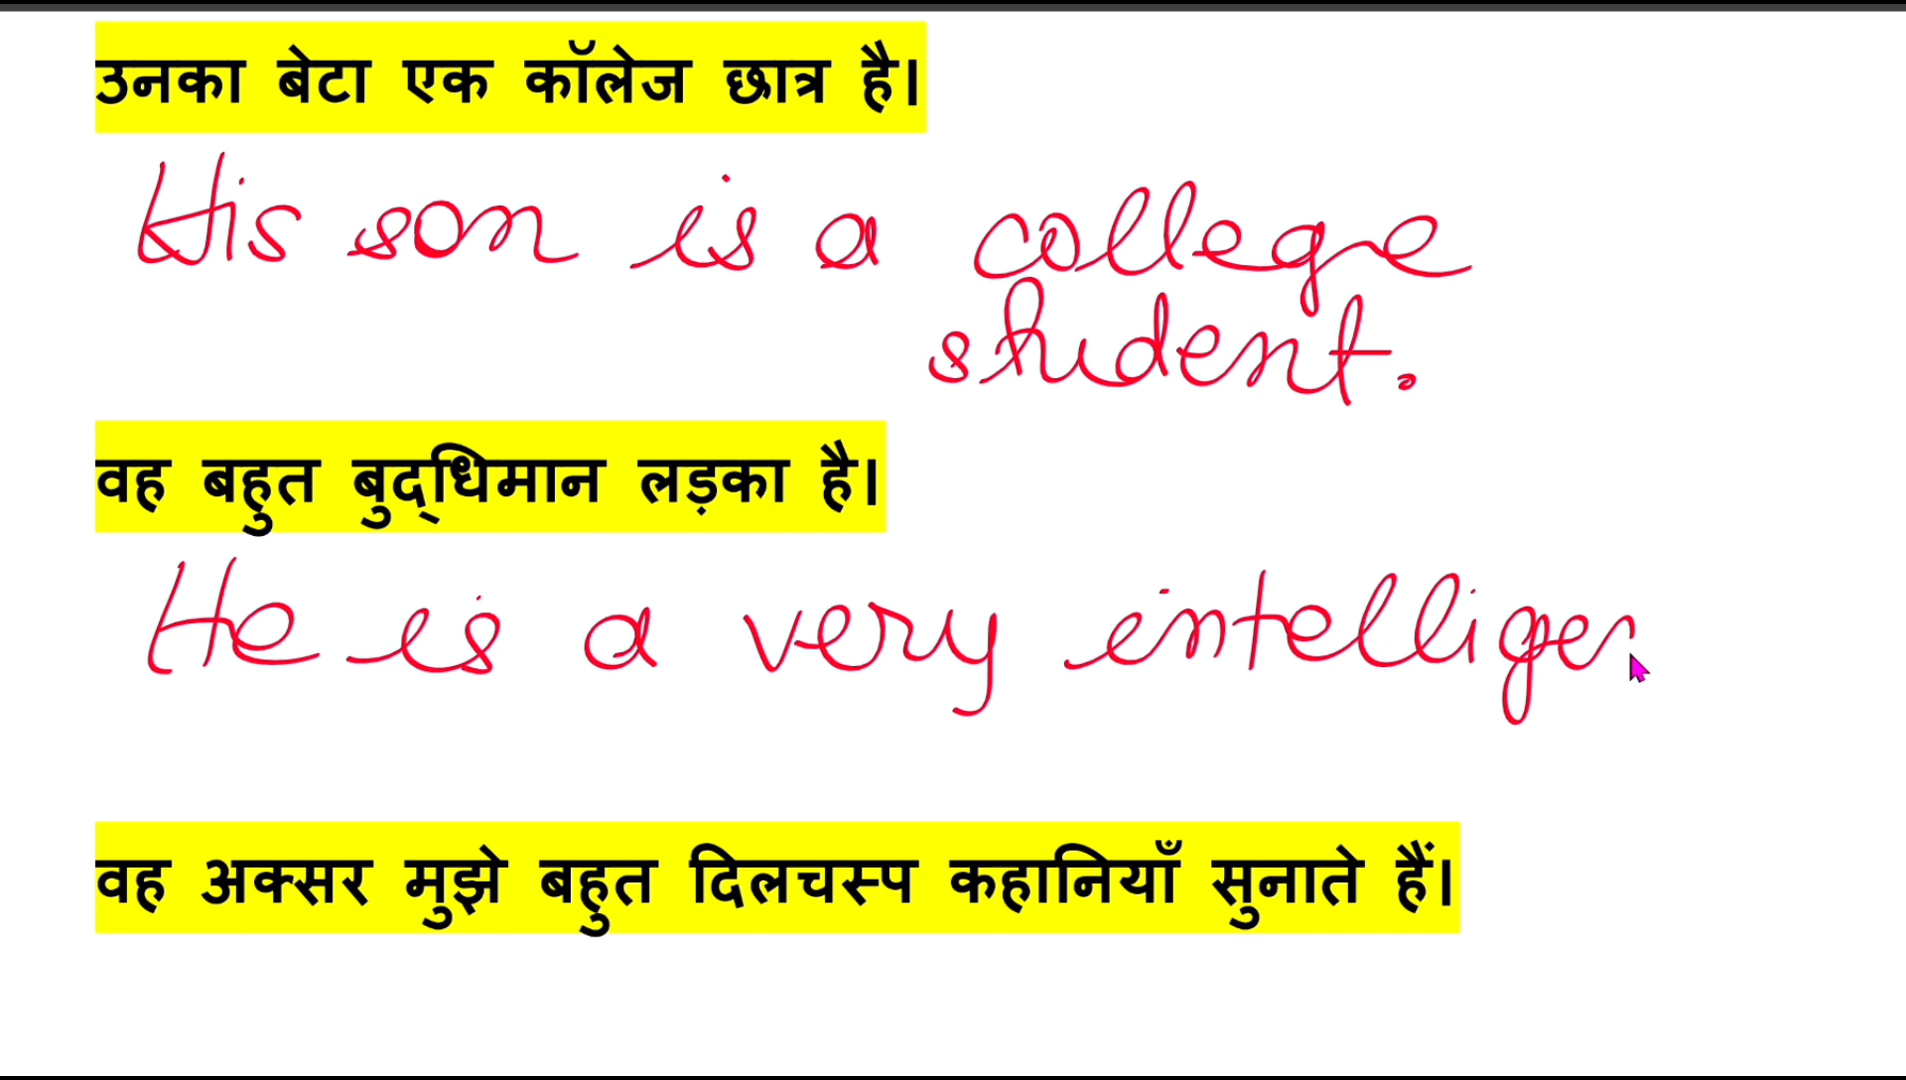 उनका बेटा एक कॉलेज छात्र है।
His son is a college
student.
वह बहुत बुद्धिमान लड़का है।
He is a very intelligen
वह अक्सर मुझे बहुत दिलचस्प कहानियाँ सुनाते हैं।